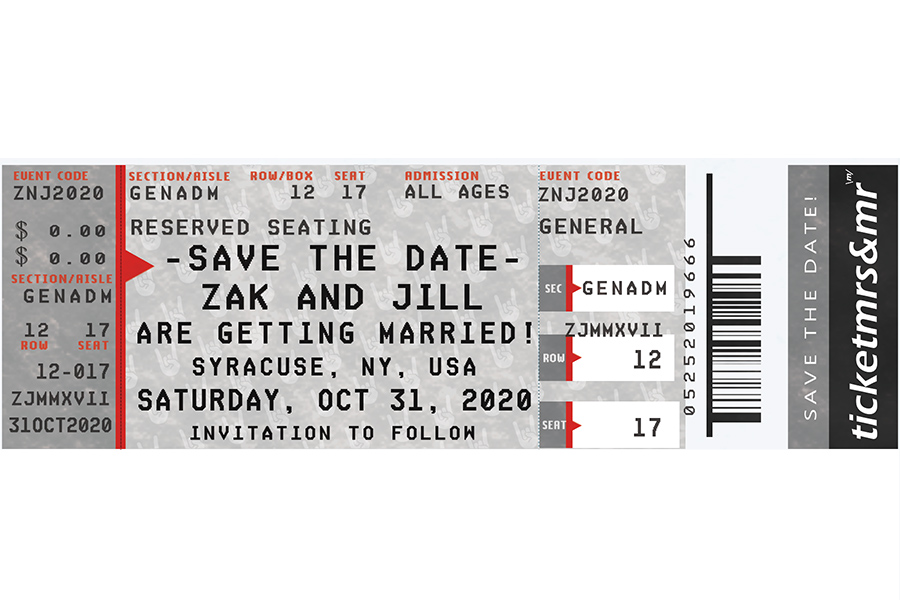 EVENT CODE
ZNJ2020
$ 0.00
$ 0.00
SECTION/AISLE
GENADM
12 17
ROW SEAT
12-017
ZJMMXVII
31OCT2020
SECTION/AISLE ROW/BOX SEAT ADMISSION
GENADM 12 17 ALL AGES
RESERVED SEATING
-SAVE THE DATE-
ZAK AND JILL
ARE GETTING MARRIED!
SYRACUSE, NY, USA
SATURDAY, OCT 31, 2020
INVITATION TO FOLLOW
EVENT CODE
ZNJ2020
GENERAL
SEC GENADM
ZJMMXVII
ROW 12
SEAT 17
05252019666
SAVE THE DATE!
ticketmrs&mr
\m/